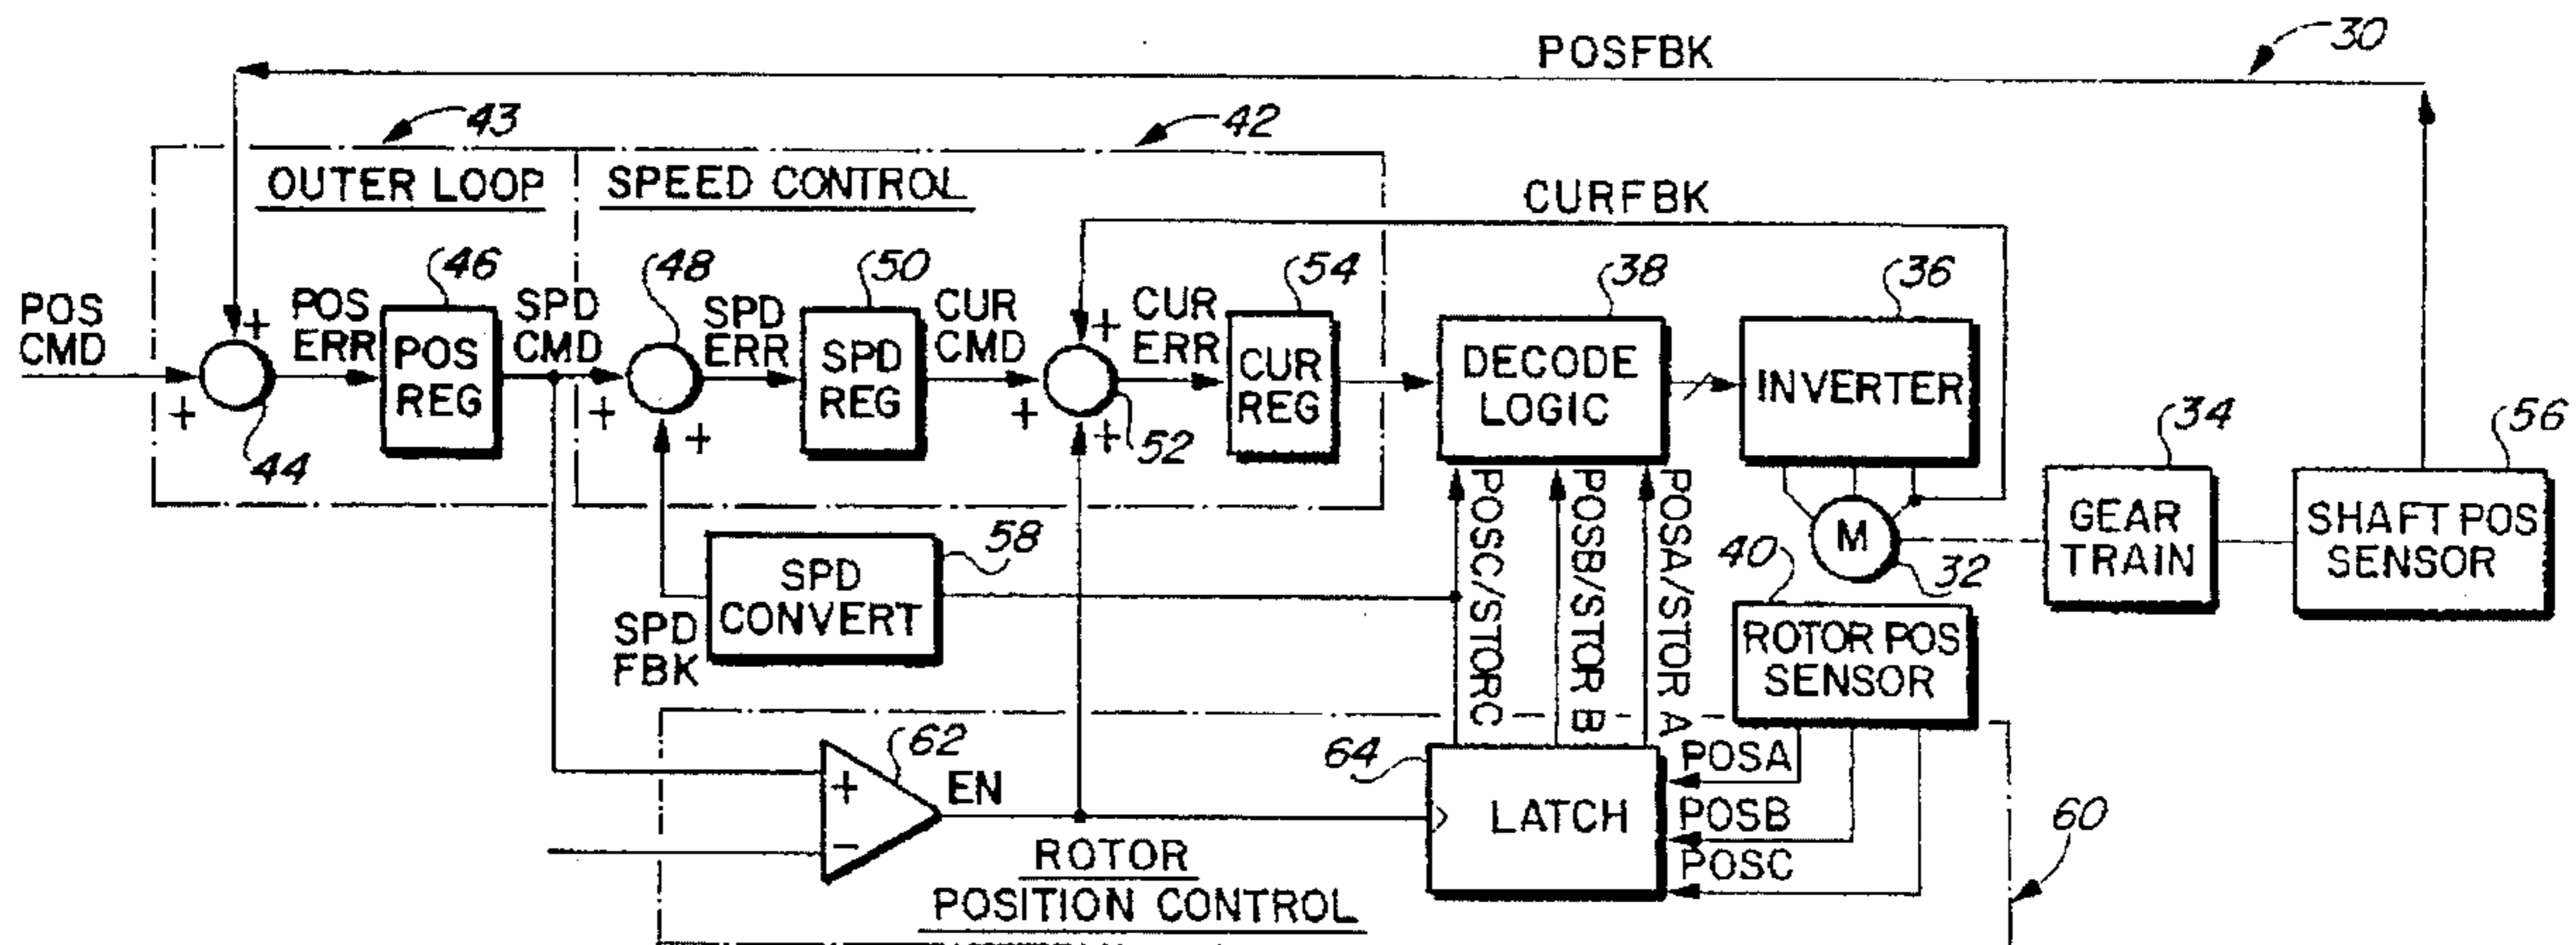 POSFBK
30
43
42
OUTER LOOP
SPEED CONTROL
CURFBK
POS
CMD
+
+
44
POS
ERR
46
POS
REG
SPD
CMD
48
+
+
SPD
ERR
50
SPD
REG
CUR
CMD
+
+
+
52
CUR
ERR
54
CUR
REG
38
DECODE
LOGIC
36
INVERTER
M
32
34
GEAR
TRAIN
56
SHAFT POS
SENSOR
58
SPD
CONVERT
SPD
FBK
POSC/STORC
POSB/STOR B
POSA/STOR A
40
ROTOR POS
SENSOR
62
+
-
EN
64
LATCH
POSA
POSB
POSC
60
ROTOR
POSITION CONTROL